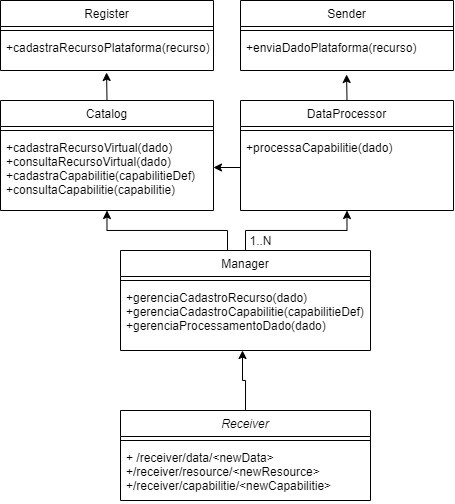 Register
+cadastraRecursoPlataforma(recurso)
Sender
+enviaDadoPlataforma(recurso)
Catalog
+cadastraRecursoVirtual(dado)
+consultaRecursoVirtual(dado)
+cadastraCapabilitie(capabilitieDef)
+consultaCapabilitie(capabilitie)
DataProcessor
+processaCapabilitie(dado)
1..N
Manager
+gerenciaCadastroRecurso(dado)
+gerenciaCadastroCapabilitie(capabilitieDef)
+gerenciaProcessamentoDado(dado)
Receiver
+ /receiver/data/<newData>
+/receiver/resource/<newResource>
+/receiver/capabilitie/<newCapabilitie>